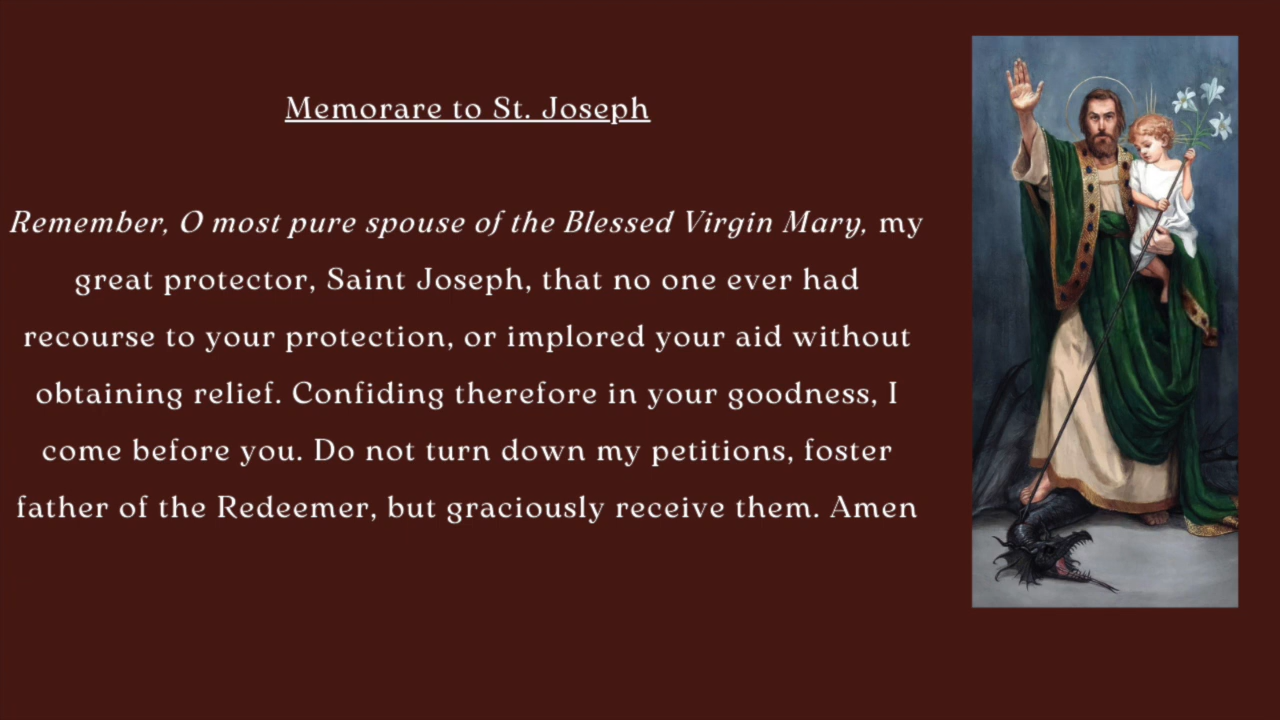 Memorare to St. Joseph
Remember, O most pure spouse of the Blessed Virgin Mary, my
great protector, Saint Joseph, that no one ever had
recourse to your protection, or implored your aid without
obtaining relief. Confiding therefore in your goodness, I
come before you. Do not turn down my petitions, foster
father of the Redeemer, but graciously receive them. Amen